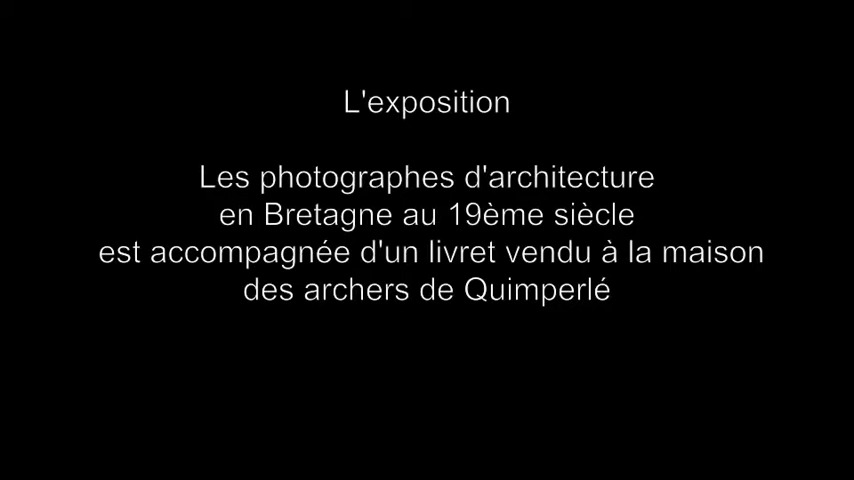 L'exposition
Les photographes d'architecture
en Bretagne au 19ème siècle
est accompagnée d'un livret vendu à la maison
des archers de Quimperlé